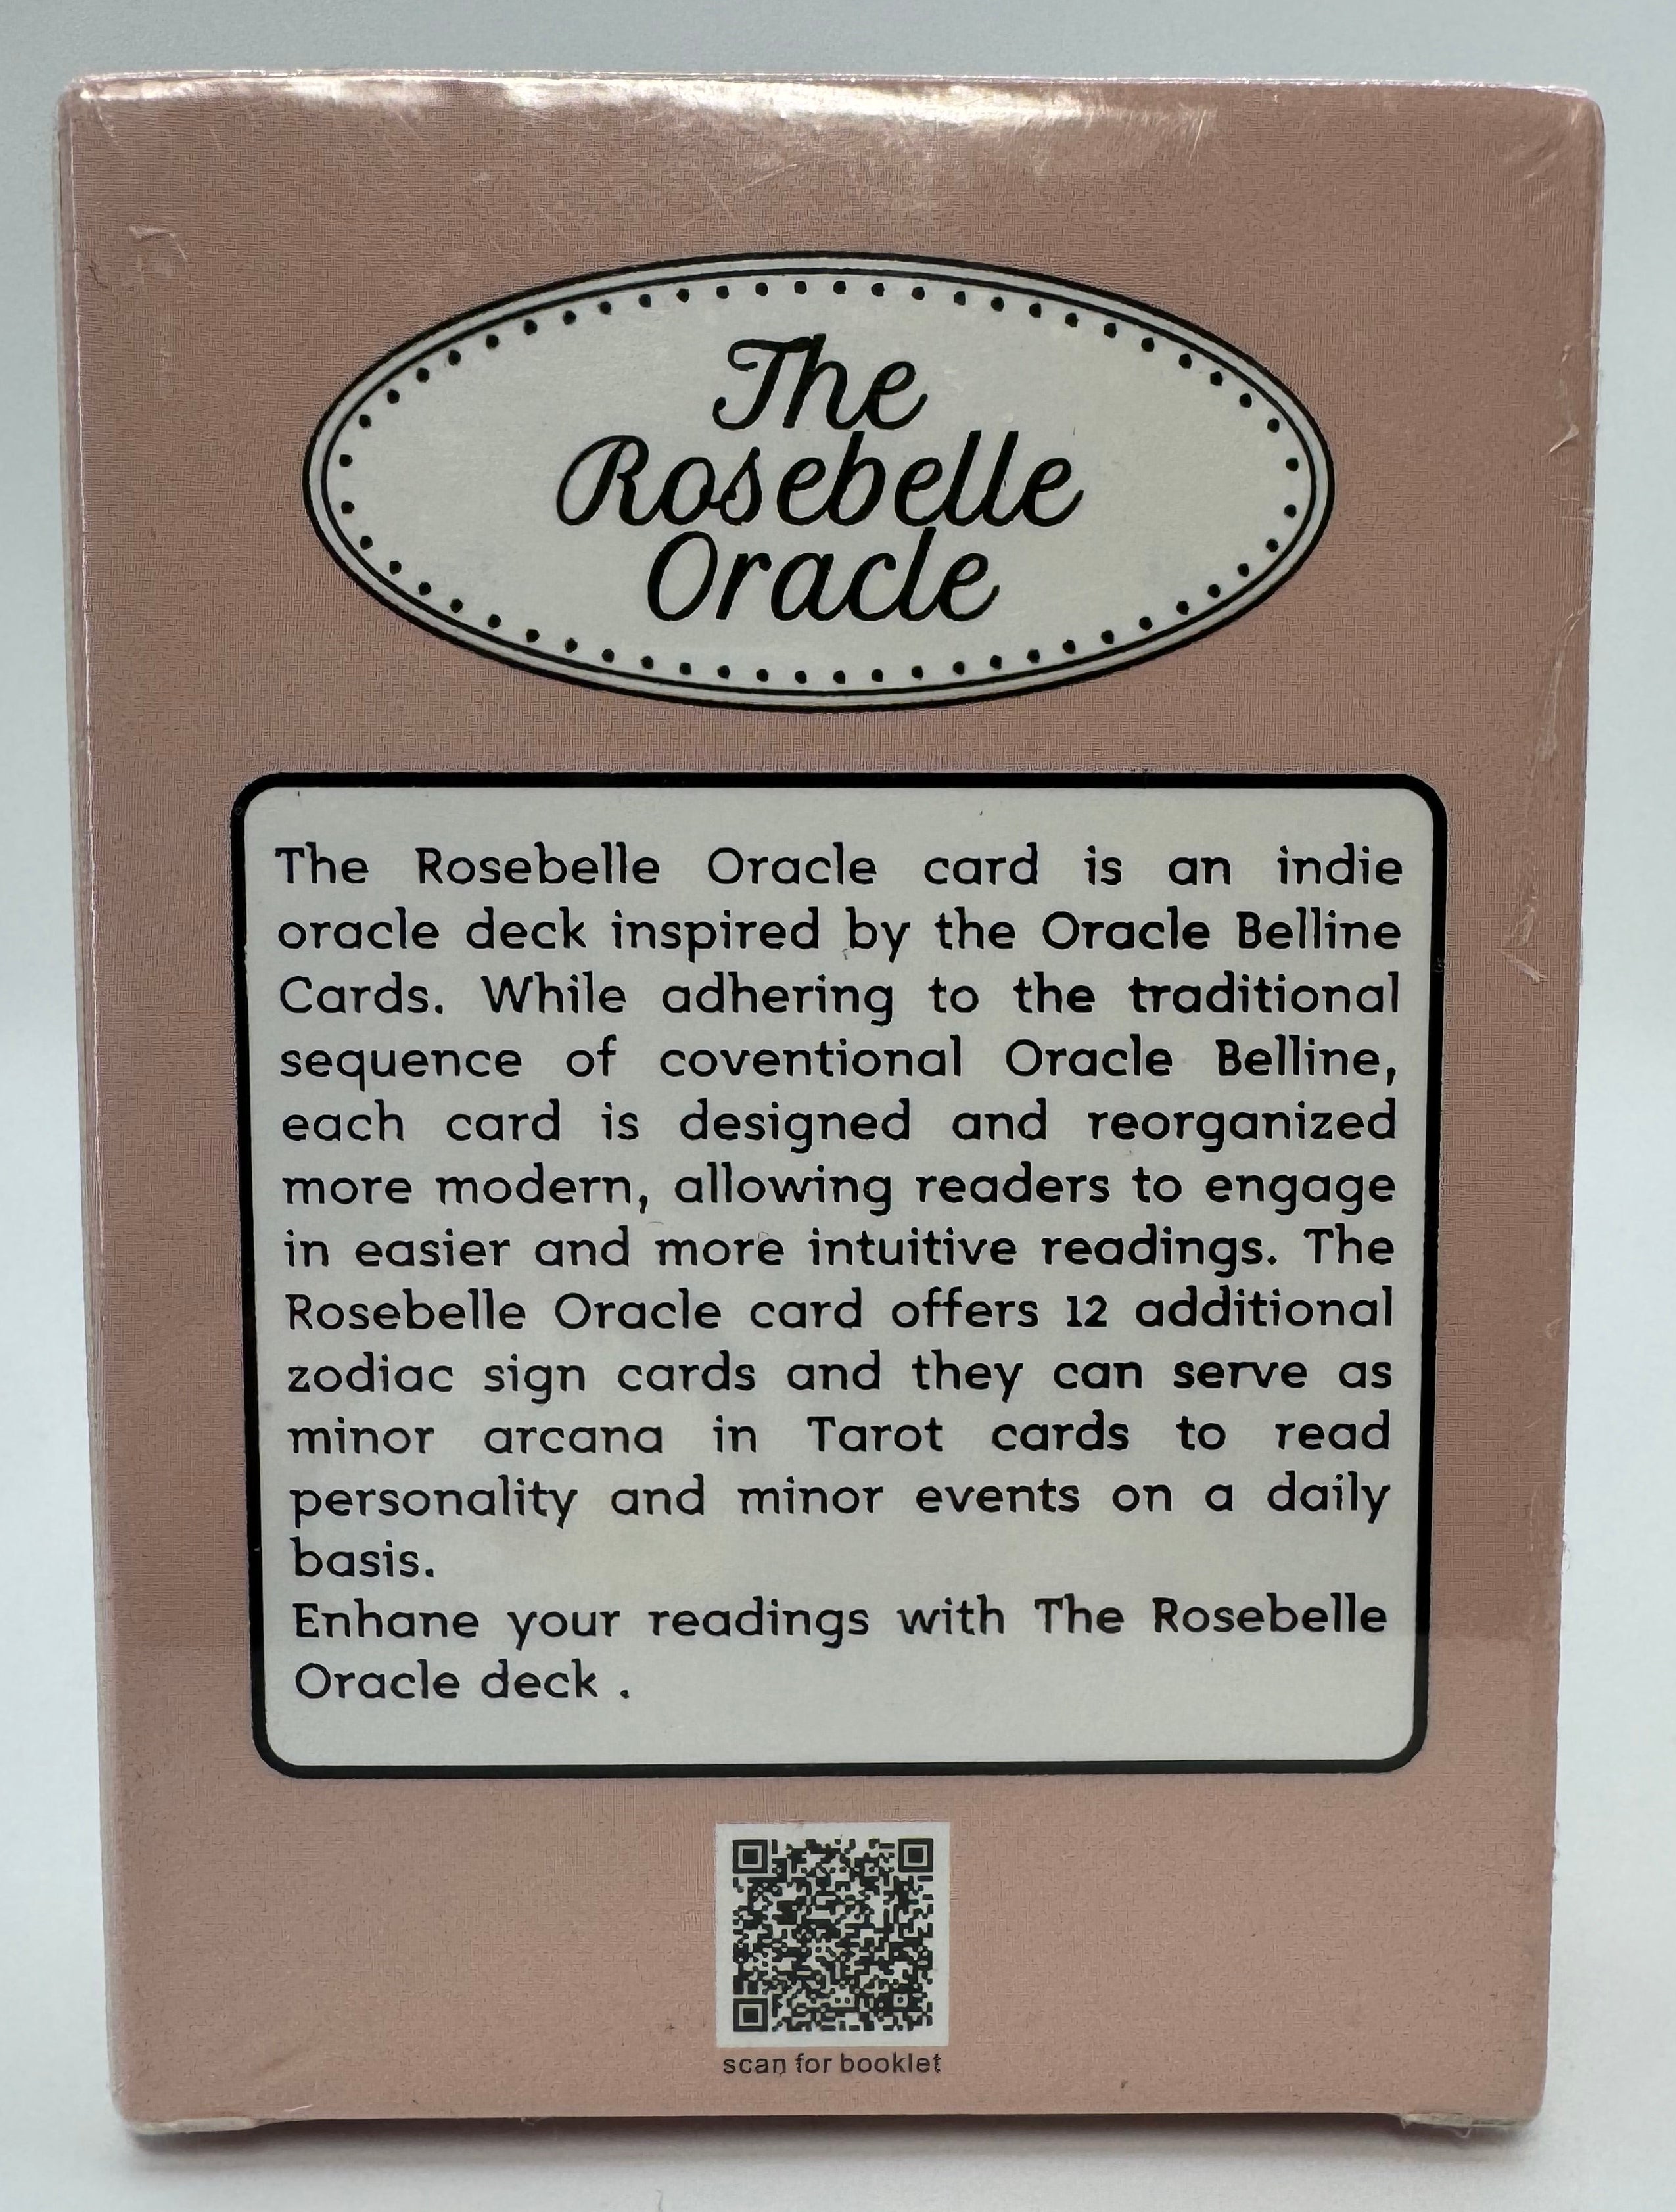 The
Rosebelle
Oracle
The Rosebelle Oracle card is an indie
oracle deck inspired by the Oracle Belline
Cards. While adhering to the traditional
sequence of coventional Oracle Belline,
each card is designed and reorganized
more modern, allowing readers to engage
in easier and more intuitive readings. The
Rosebelle Oracle card offers 12 additional
zodiac sign cards and they can serve as
minor arcana in Tarot cards to read
personality and minor events on a daily
basis.
Enhane your readings with The Rosebelle
Oracle deck .
scan for booklet